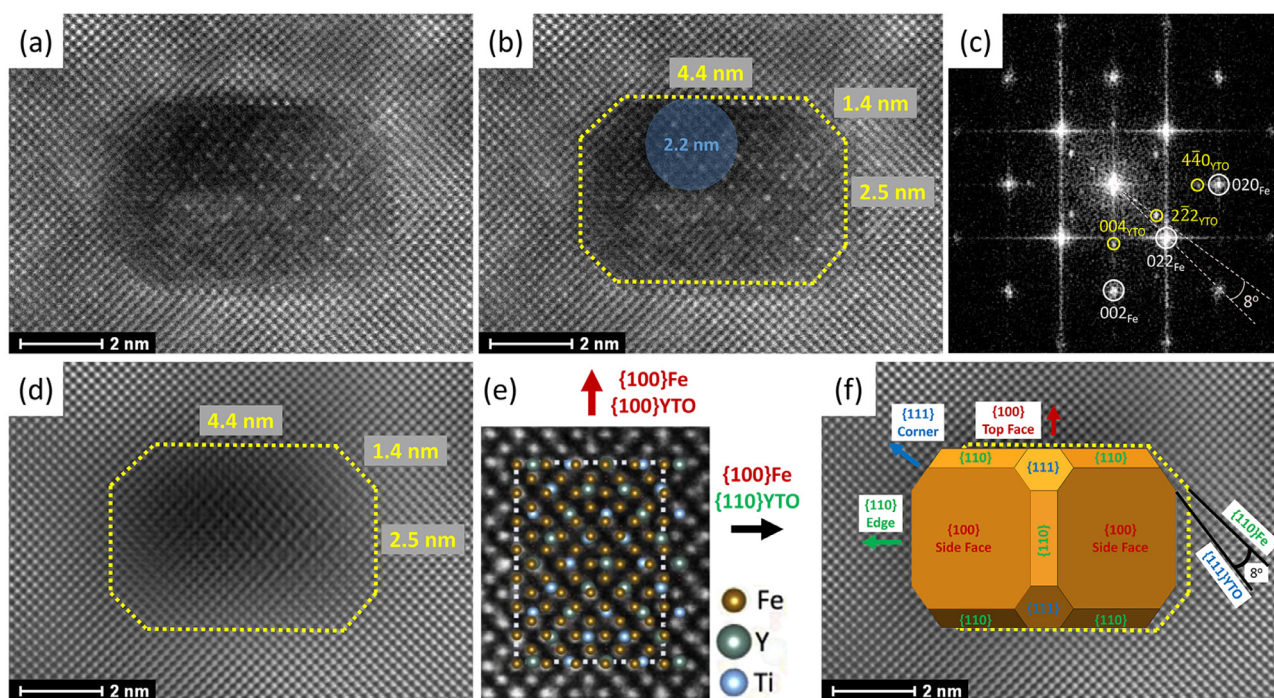 (a)
2 nm
(b)
4.4 nm
1.4 nm
2.2 nm
2.5 nm
2 nm
(c)
44̄0YTO
020Fe
22̄2YTO
004YTO
022Fe
002Fe
8º
(d)
4.4 nm
1.4 nm
2.5 nm
2 nm
(e)
{100}Fe
{100}YTO
{100}Fe
{110}YTO
Fe
Y
Ti
(f)
{111}
Corner
{100}
Top Face
{110}
{111}
{110}
{110}
Edge
{100}
Side Face
{110}
{100}
Side Face
{110}Fe
{111}YTO
8º
{110}
{111}
{110}
2 nm